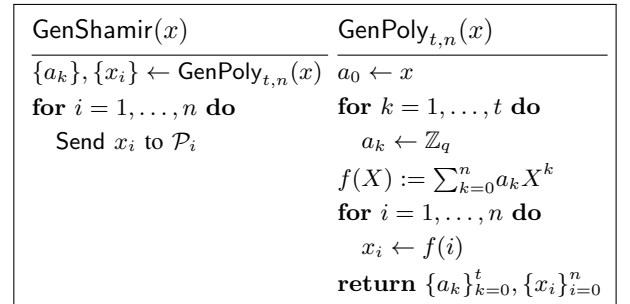 GenShamir(x)
{a_k}, {x_i} ← GenPoly_{t,n}(x)
for i = 1, . . . , n do
Send x_i to 𝒫_i
GenPoly_{t,n}(x)
a_0 ← x
for k = 1, . . . , t do
a_k ← ℤ_q
f(X) := ∑_{k=0}^{n} a_k X^k
for i = 1, . . . , n do
x_i ← f(i)
return {a_k}_{k=0}^{t}, {x_i}_{i=0}^{n}